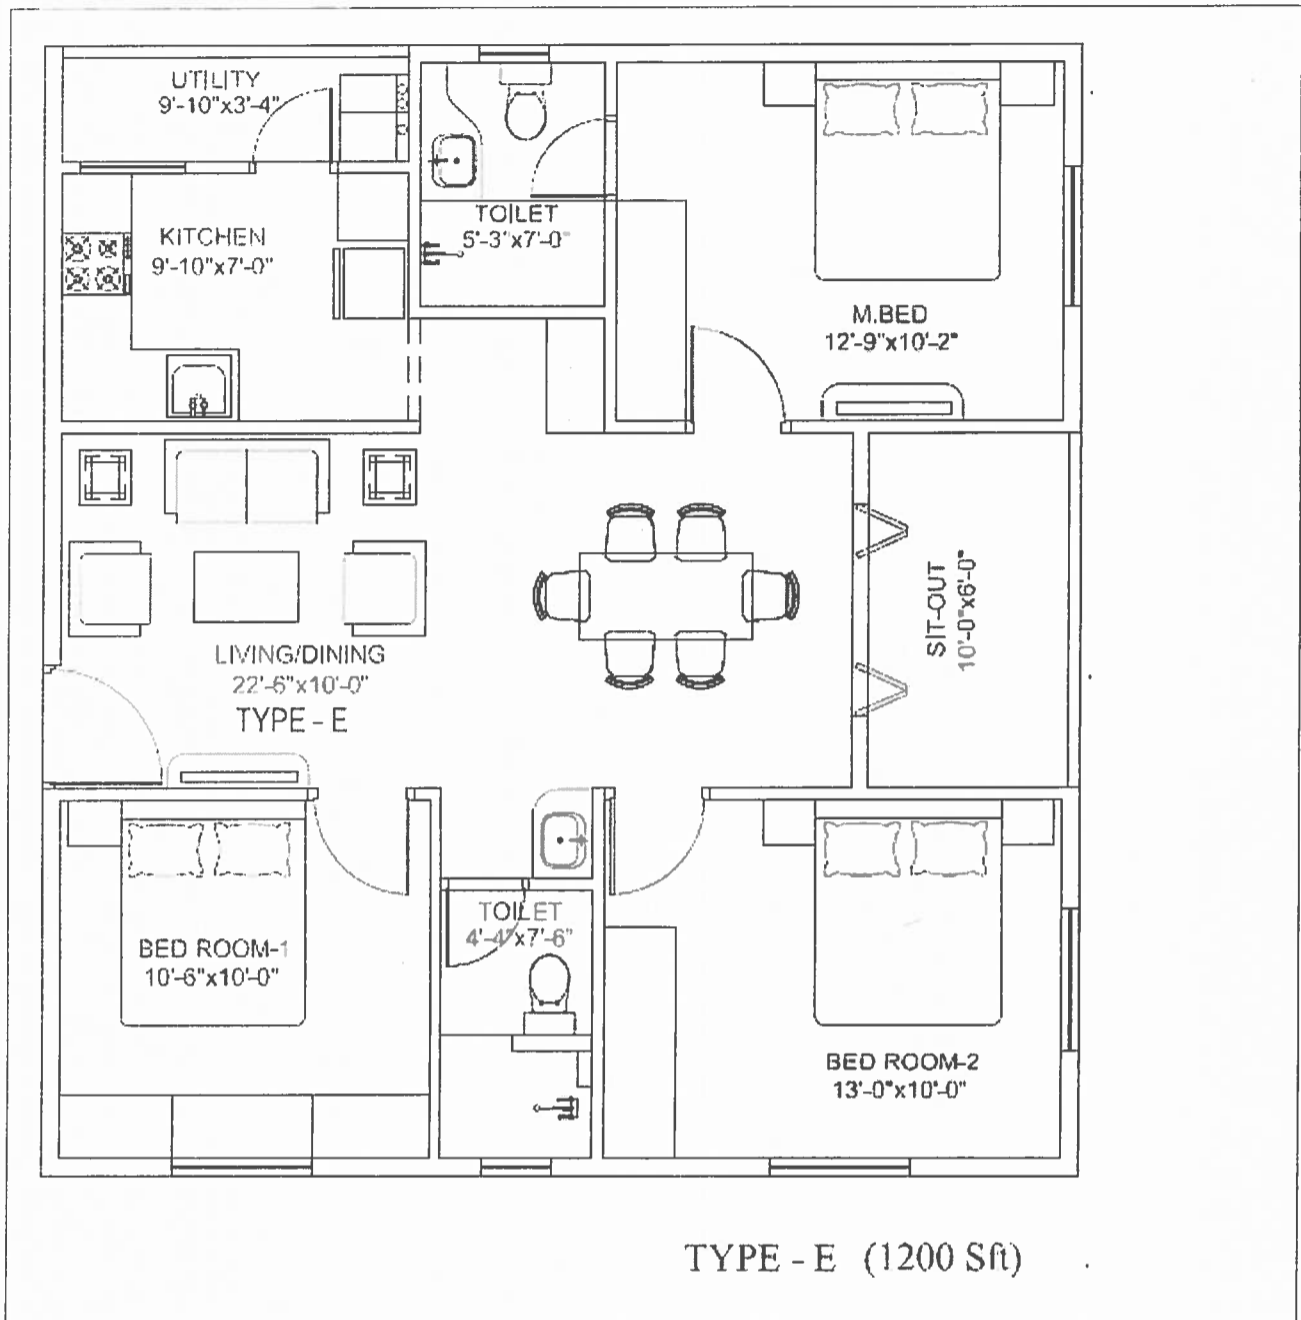 UTILITY
9'-10"x3'-4"
KITCHEN
9'-10"x7'-0"
TOILET
5'-3"x7'-0"
M.BED
12'-9"x10'-2"
LIVING/DINING
22'-6"x10'-0"
TYPE - E
SIT-OUT
10'-0"x6'-0"
BED ROOM-1
10'-6"x10'-0"
TOILET
4'-4"x7'-6"
BED ROOM-2
13'-0"x10'-0"
TYPE - E (1200 Sft)